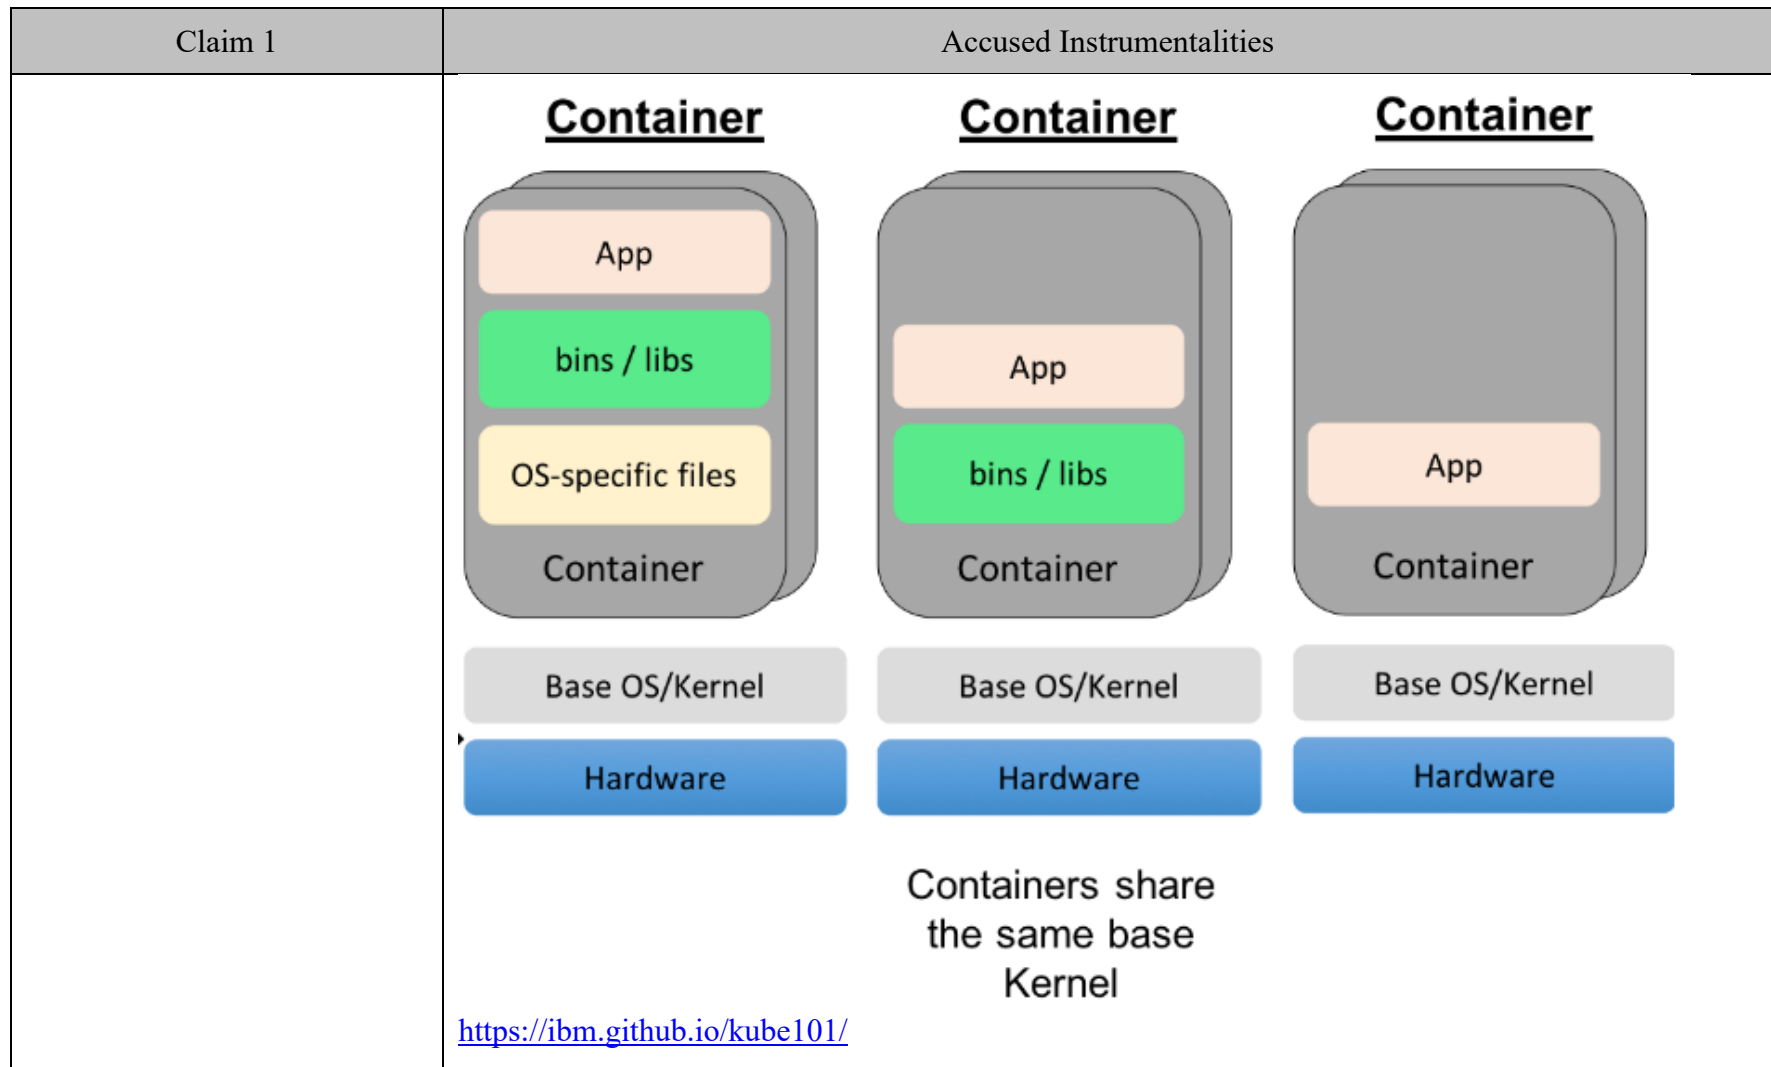 Claim 1
Accused Instrumentalities
Container
App
bins / libs
OS-specific files
Container
Base OS/Kernel
Hardware
Container
App
bins / libs
Container
Base OS/Kernel
Hardware
Containers share
the same base
Kernel
Container
App
Container
Base OS/Kernel
Hardware
https://ibm.github.io/kube101/